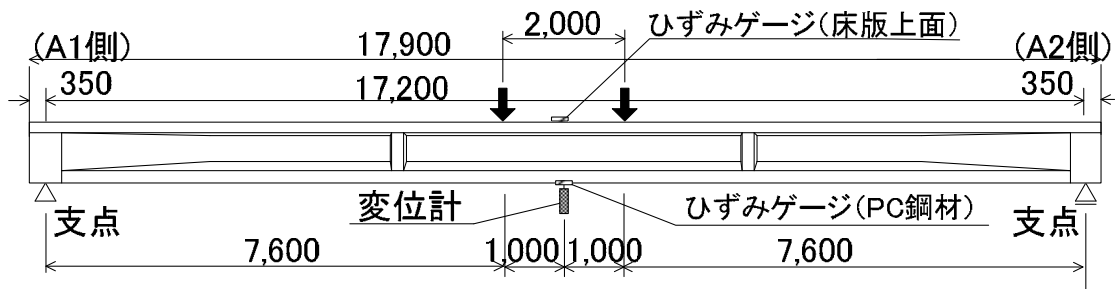 2,000
ひずみゲージ(床版上面)
(A1側)
17,900
(A2側)
350
17,200
350
変位計
ひずみゲージ(PC鋼材)
支点
支点
7,600
1,000
1,000
7,600